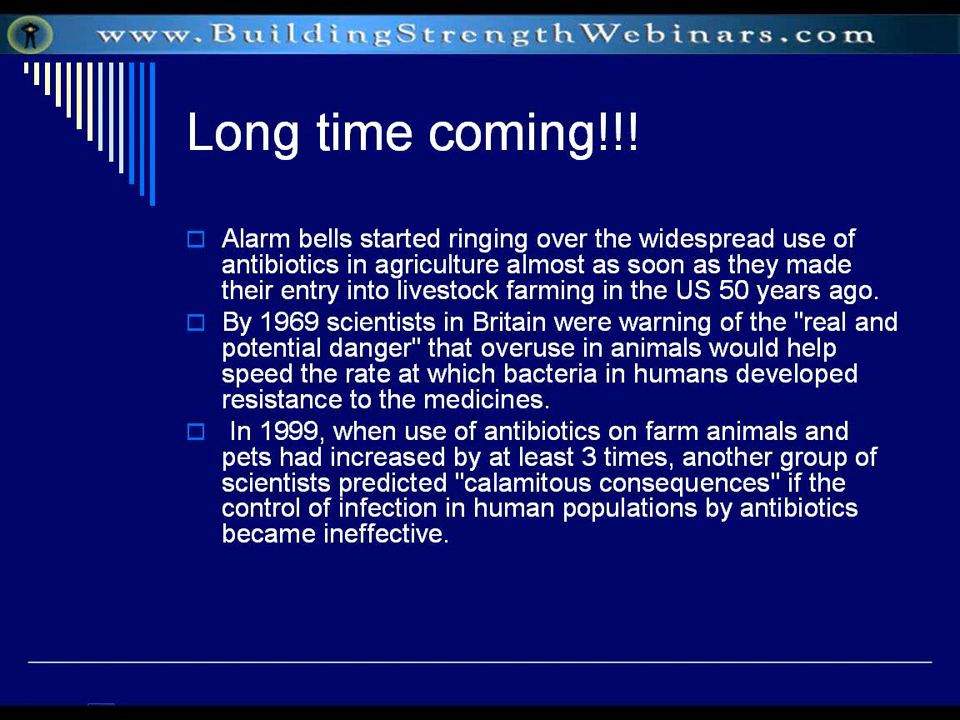 www.BuildingStrengthWebinars.com
Long time coming!!!
Alarm bells started ringing over the widespread use of
antibiotics in agriculture almost as soon as they made
their entry into livestock farming in the US 50 years ago.
By 1969 scientists in Britain were warning of the "real and
potential danger" that overuse in animals would help
speed the rate at which bacteria in humans developed
resistance to the medicines.
In 1999, when use of antibiotics on farm animals and
pets had increased by at least 3 times, another group of
scientists predicted "calamitous consequences" if the
control of infection in human populations by antibiotics
became ineffective.